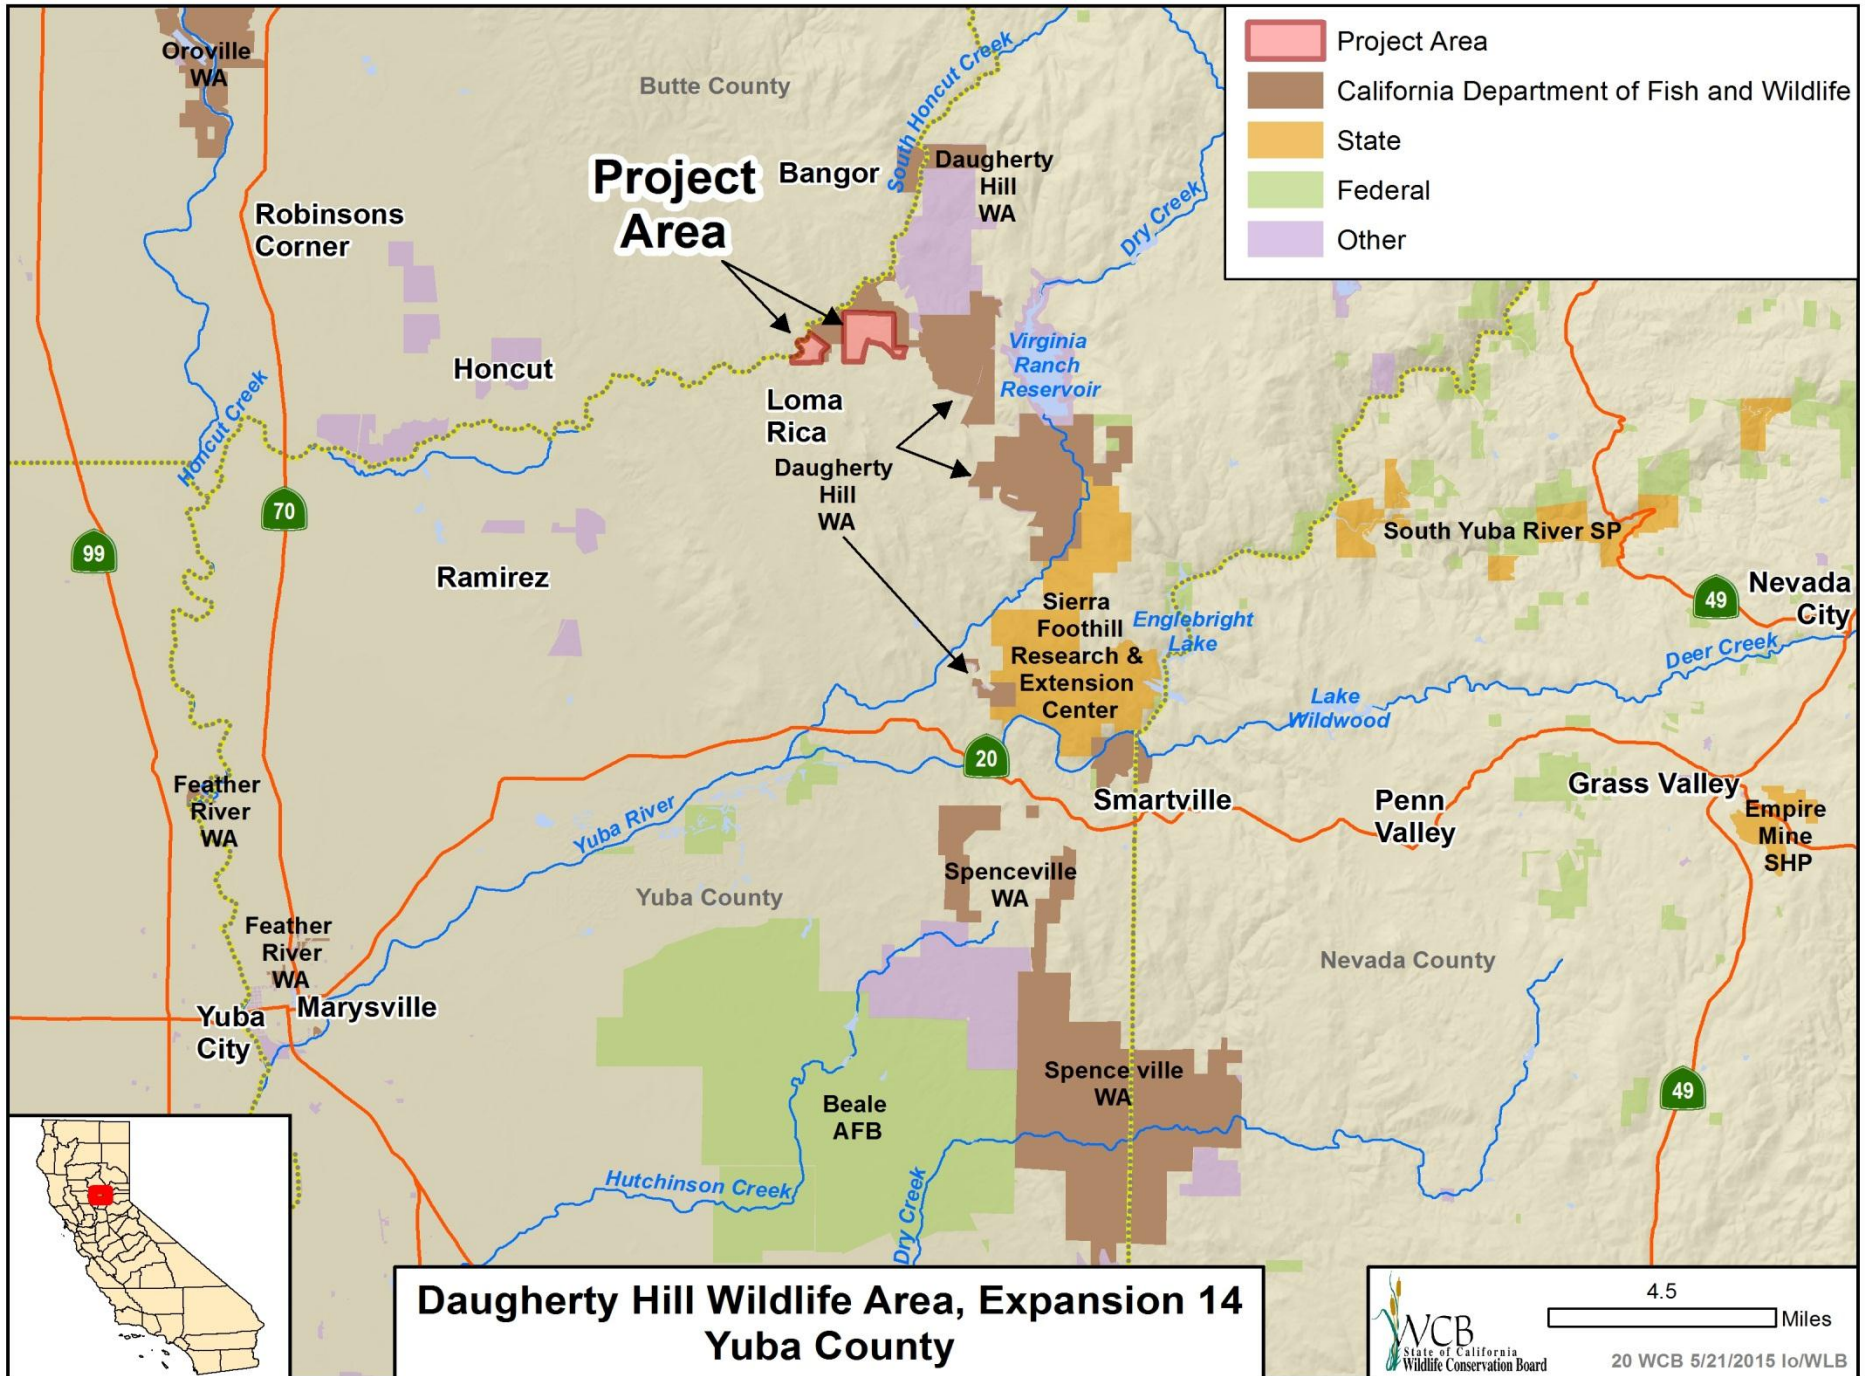 Oroville
WA
Butte County
South Honcut Creek
Project Area
California Department of Fish and Wildlife
State
Federal
Other
Project
Area
Bangor
Daugherty
Hill
WA
Dry Creek
Robinsons
Corner
Honcut
Virginia
Ranch
Reservoir
Loma
Rica
Honcut Creek
Daugherty
Hill
WA
70
99
Ramirez
South Yuba River SP
49
Nevada
City
Sierra
Foothill
Research &
Extension
Center
Englebright
Lake
Deer Creek
Lake
Wildwood
20
Feather
River
WA
Yuba River
Smartville
Penn
Valley
Grass Valley
Empire
Mine
SHP
Spenceville
WA
Yuba County
Feather
River
WA
Nevada County
Marysville
Yuba
City
Spenceville
WA
49
Beale
AFB
Hutchinson Creek
Dry Creek
Daugherty Hill Wildlife Area, Expansion 14
Yuba County
WCB
State of California
Wildlife Conservation Board
4.5
Miles
20 WCB 5/21/2015 lo/WLB